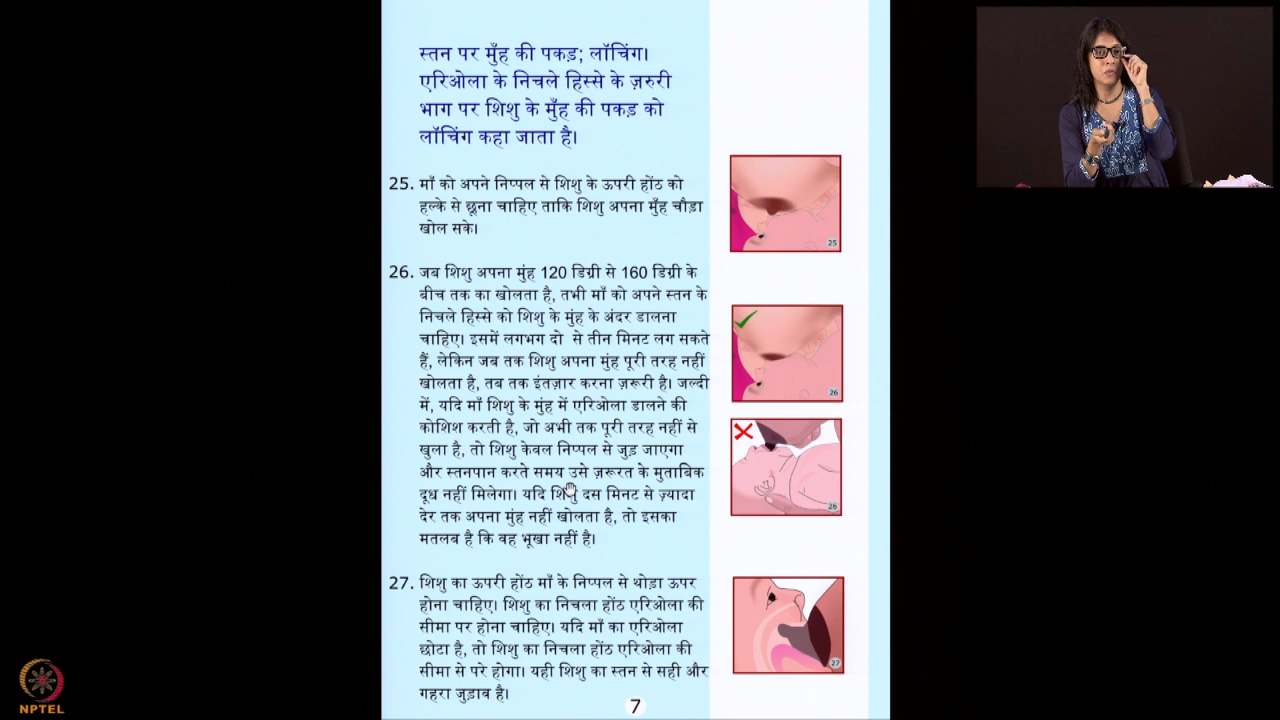 स्तन पर मुँह की पकड़; लॉचिंग।
एरिओला के निचले हिस्से के ज़रुरी
भाग पर शिशु के मुँह की पकड़ को
लॉचिंग कहा जाता है।
25. माँ को अपने निप्पल से शिशु के ऊपरी होंठ को
हल्के से छूना चाहिए ताकि शिशु अपना मुँह चौड़ा
खोल सके।
25
26. जब शिशु अपना मुंह 120 डिग्री से 160 डिग्री के
बीच तक का खोलता है, तभी माँ को अपने स्तन के
निचले हिस्से को शिशु के मुंह के अंदर डालना
चाहिए। इसमें लगभग दो से तीन मिनट लग सकते
हैं, लेकिन जब तक शिशु अपना मुंह पूरी तरह नहीं
खोलता है, तब तक इंतज़ार करना ज़रूरी है। जल्दी
में, यदि माँ शिशु के मुंह में एरिओला डालने की
कोशिश करती है, जो अभी तक पूरी तरह नहीं से
खुला है, तो शिशु केवल निप्पल से जुड़ जाएगा
और स्तनपान करते समय उसे ज़रूरत के मुताबिक
दूध नहीं मिलेगा। यदि शिशु दस मिनट से ज़्यादा
देर तक अपना मुंह नहीं खोलता है, तो इसका
मतलब है कि वह भूखा नहीं है।
26
26
27. शिशु का ऊपरी होंठ माँ के निप्पल से थोड़ा ऊपर
होना चाहिए। शिशु का निचला होंठ एरिओला की
सीमा पर होना चाहिए। यदि माँ का एरिओला
छोटा है, तो शिशु का निचला होंठ एरिओला की
सीमा से परे होगा। यही शिशु का स्तन से सही और
गहरा जुड़ाव है।
27
7
NPTEL